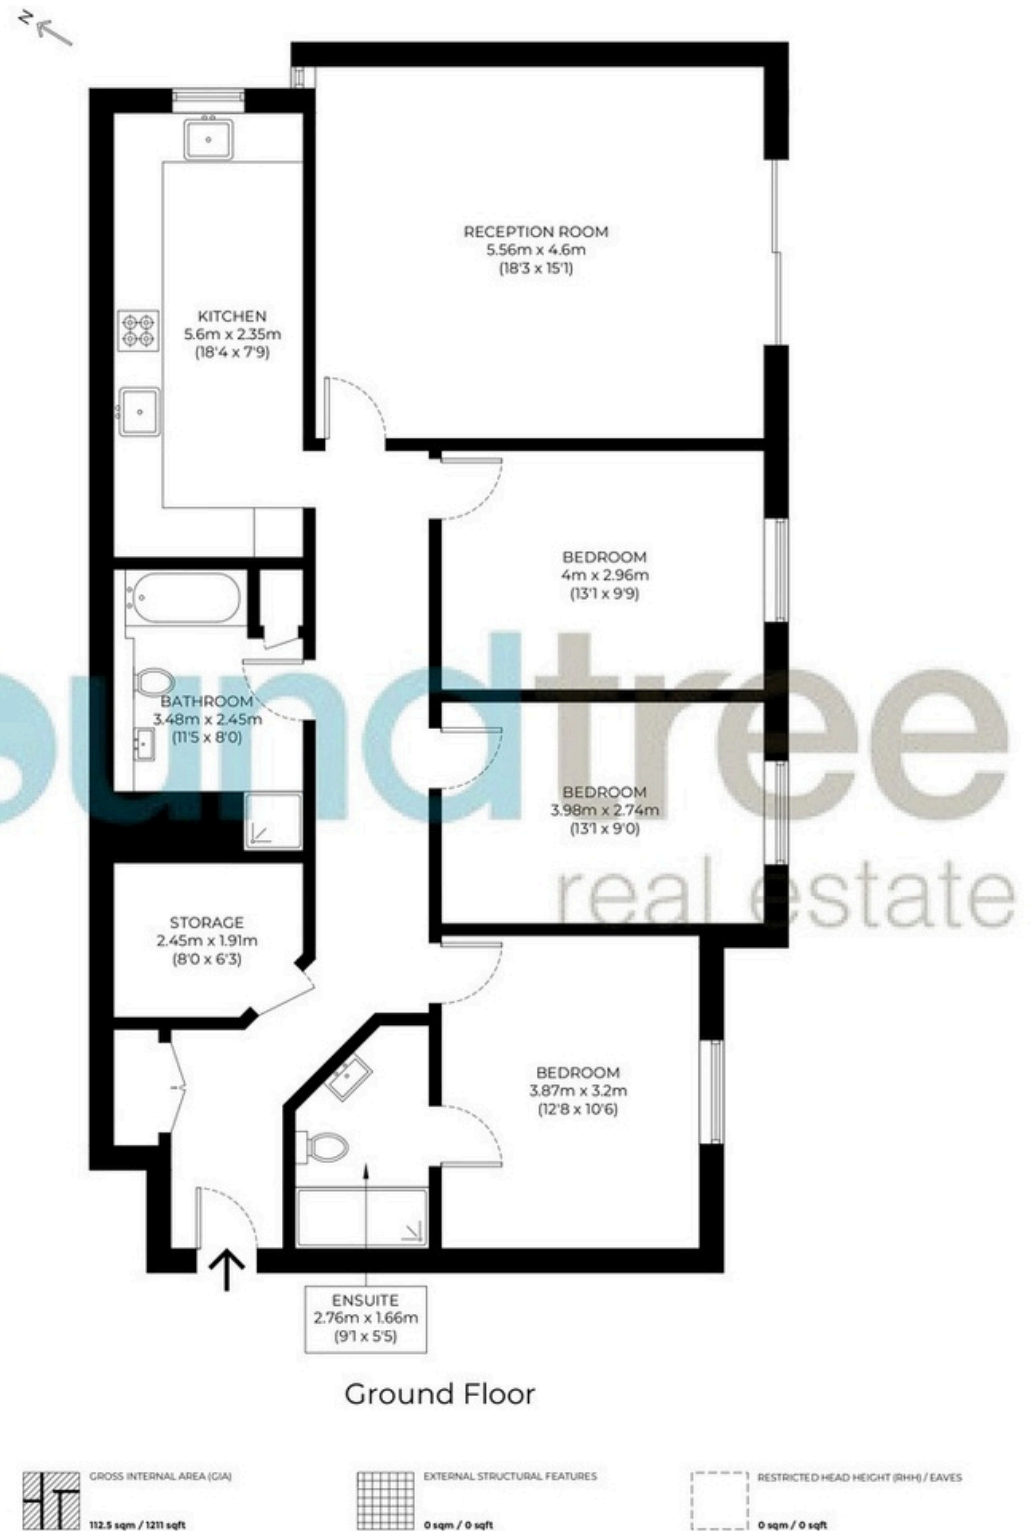 N
RECEPTION ROOM
5.56m x 4.6m
(18'3 x 15'1)
KITCHEN
5.6m x 2.35m
(18'4 x 7'9)
BEDROOM
4m x 2.96m
(13'1 x 9'9)
undtree
real estate
BATHROOM
3.48m x 2.45m
(11'5 x 8'0)
BEDROOM
3.98m x 2.74m
(13'1 x 9'0)
STORAGE
2.45m x 1.91m
(8'0 x 6'3)
BEDROOM
3.87m x 3.2m
(12'8 x 10'6)
ENSUITE
2.76m x 1.66m
(9'1 x 5'5)
Ground Floor
GROSS INTERNAL AREA (GIA)
112.5 sqm / 1211 sqft
EXTERNAL STRUCTURAL FEATURES
0 sqm / 0 sqft
RESTRICTED HEAD HEIGHT (RHH) / EAVES
0 sqm / 0 sqft